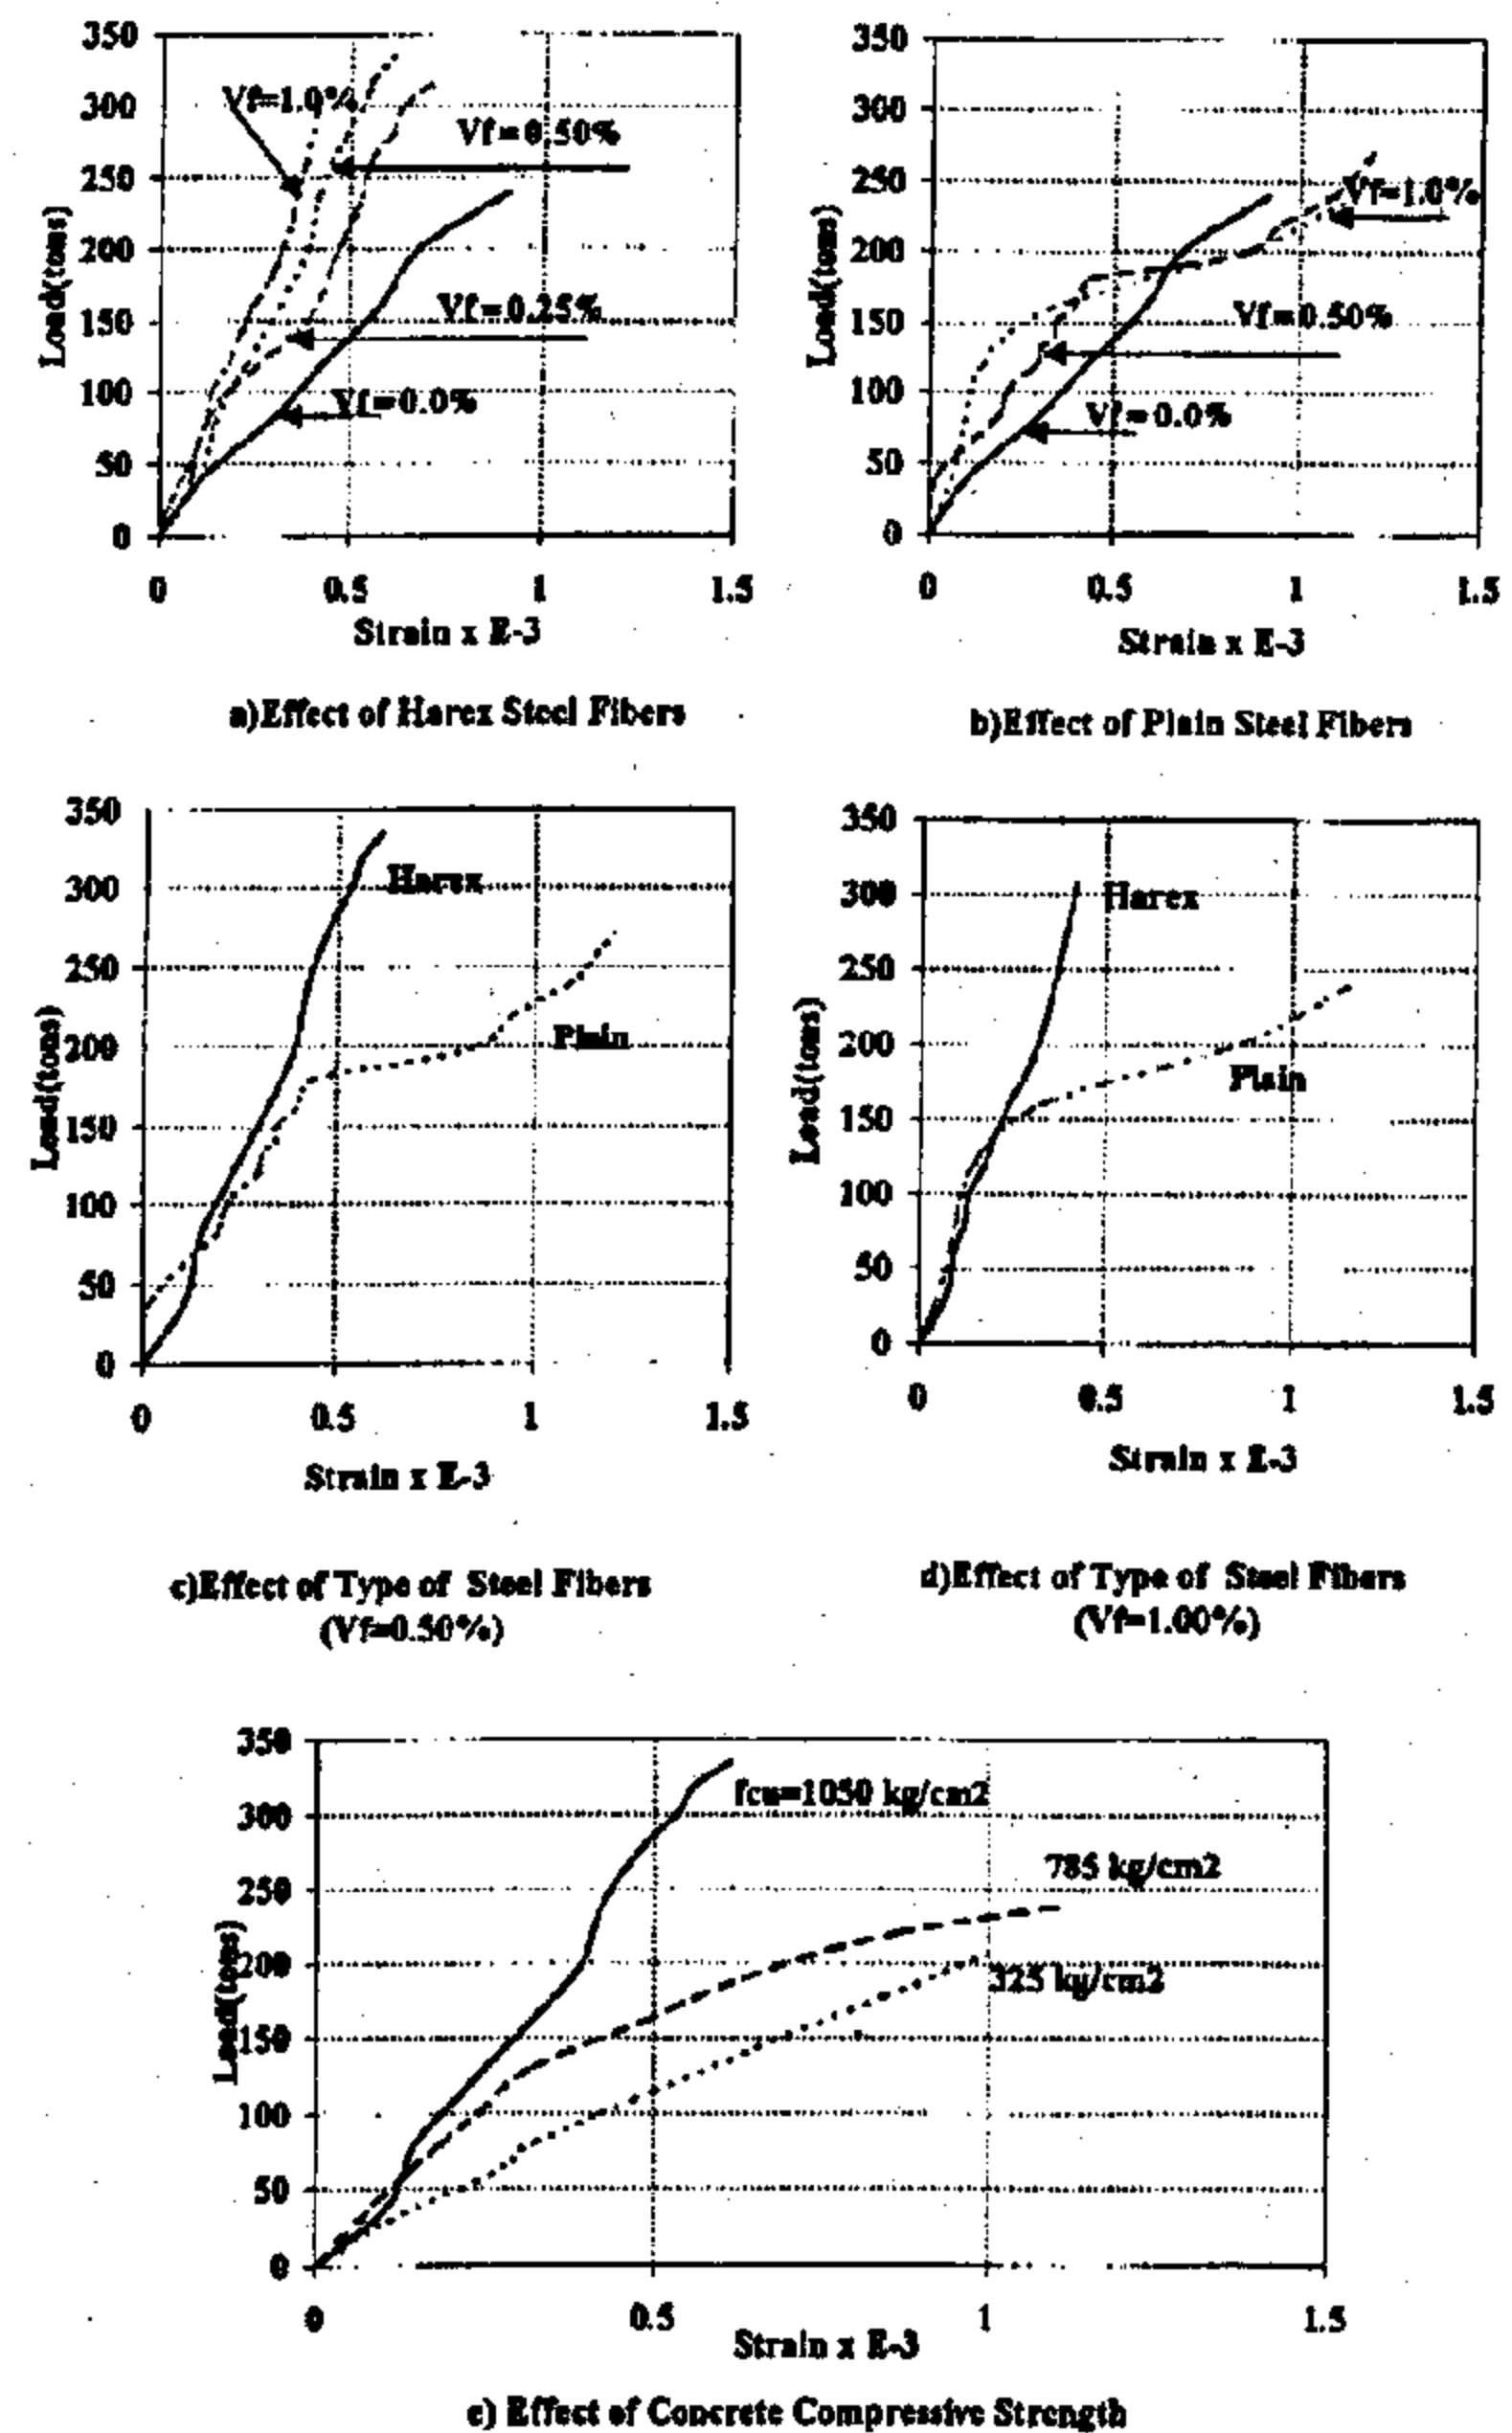 350
300
250
200
150
100
50
0
Load(tons)
Vf=1.0%
Vf=0.50%
Vf=0.25%
Vf=0.0%
0 0.5 1 1.5
Strain x E-3
a)Effect of Harex Steel Fibers
350
300
250
200
150
100
50
0
Load(tons)
Vf=1.0%
Vf=0.50%
Vf=0.0%
0 0.5 1 1.5
Strain x E-3
b)Effect of Plain Steel Fibers
350
300
250
200
150
100
50
0
Load(tons)
Harex
Plain
0 0.5 1 1.5
Strain x E-3
c)Effect of Type of Steel Fibers
(Vf=0.50%)
350
300
250
200
150
100
50
0
Load(tons)
Harex
Plain
0 0.5 1 1.5
Strain x E-3
d)Effect of Type of Steel Fibers
(Vf=1.00%)
350
300
250
200
150
100
50
0
Load(tons)
fcu=1050 kg/cm2
785 kg/cm2
325 kg/cm2
0 0.5 1 1.5
Strain x E-3
e) Effect of Concrete Compressive Strength